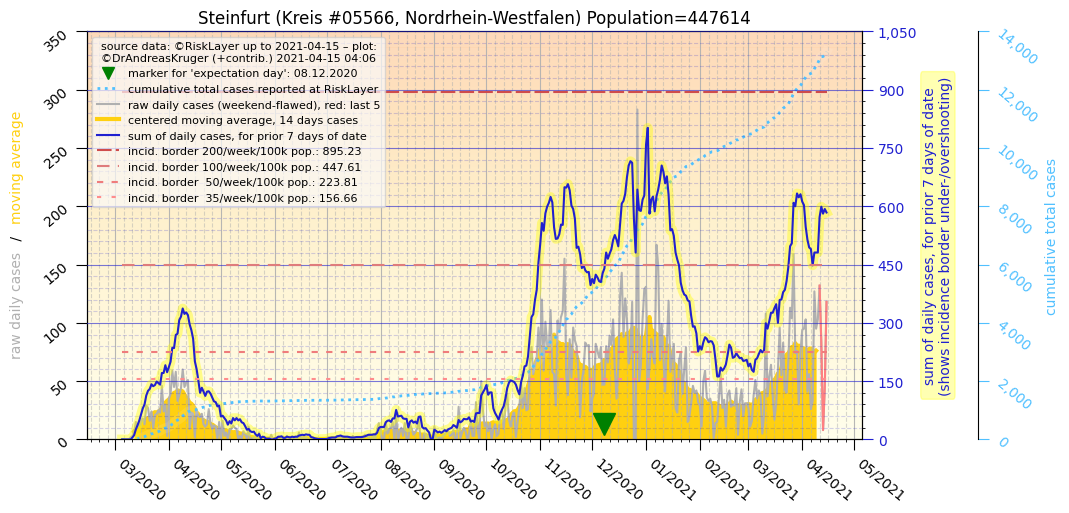 Steinfurt (Kreis #05566, Nordrhein-Westfalen) Population=447614
source data: ©RiskLayer up to 2021-04-15 – plot:
©DrAndreasKruger (+contrib.) 2021-04-15 04:06
marker for 'expectation day': 08.12.2020
cumulative total cases reported at RiskLayer
raw daily cases (weekend-flawed), red: last 5
centered moving average, 14 days cases
sum of daily cases, for prior 7 days of date
incid. border 200/week/100k pop.: 895.23
incid. border 100/week/100k pop.: 447.61
incid. border  50/week/100k pop.: 223.81
incid. border  35/week/100k pop.: 156.66
raw daily cases  /  moving average
350
300
250
200
150
100
50
0
03/2020
04/2020
05/2020
06/2020
07/2020
08/2020
09/2020
10/2020
11/2020
12/2020
01/2021
02/2021
03/2021
04/2021
05/2021
1,050
900
750
600
450
300
150
0
sum of daily cases, for prior 7 days of date
(shows incidence border under-/overshooting)
14,000
12,000
10,000
8,000
6,000
4,000
2,000
0
cumulative total cases